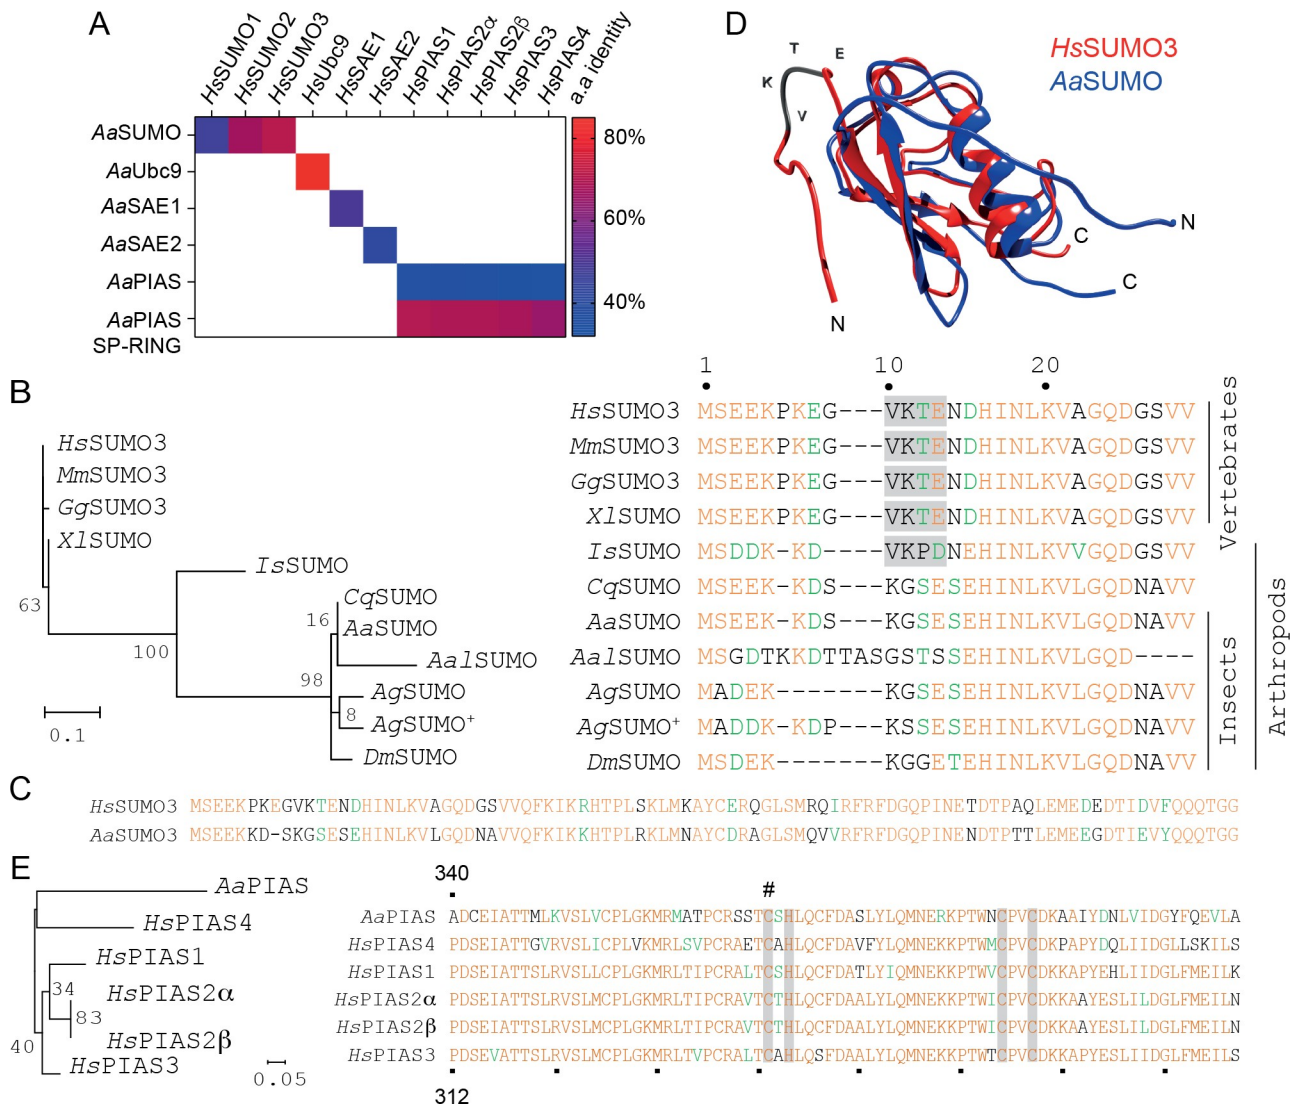 A
HsSUMO1
HsSUMO2
HsSUMO3
HsUbc9
HsSAE1
HsSAE2
HsPIAS1
HsPIAS2α
HsPIAS2β
HsPIAS3
HsPIAS4
a.a identity
AaSUMO
AaUbc9
AaSAE1
AaSAE2
AaPIAS
AaPIAS
SP-RING
80%
60%
40%
D
HsSUMO3
AaSUMO
T
E
K
V
N
C
N
C
B
HsSUMO3
MmSUMO3
GgSUMO3
XlSUMO
IsSUMO
CqSUMO
AaSUMO
AalSUMO
AgSUMO
AgSUMO+
DmSUMO
63
100
16
98
8
0.1
1 10 20
HsSUMO3 MSEEKPKEG---VKTENDHINLKVAGQDGSVV
MmSUMO3 MSEEKPKEG---VKTENDHINLKVAGQDGSVV
GgSUMO3 MSEEKPKEG---VKTENDHINLKVAGQDGSVV
XlSUMO MSEEKPKEG---VKTENDHINLKVAGQDGSVV
IsSUMO MSDDK-KD----VKPDNEHINLKVVGQDGSVV
CqSUMO MSEEK-KDS---KGSESEHINLKVLGQDNAVV
AaSUMO MSEEK-KDS---KGSESEHINLKVLGQDNAVV
AalSUMO MSGDTKKDTTASGSTSSEHINLKVLGQD----
AgSUMO MADEK-------KGSESEHINLKVLGQDNAVV
AgSUMO+ MADDK-KDP---KSSESEHINLKVLGQDNAVV
DmSUMO MSDEK-------KGGETEHINLKVLGQDNAVV
Vertebrates
Insects
Arthropods
C
HsSUMO3 MSEEKPKEGVKTENDHINLKVAGQDGSVVQFKIKRHTPLSKLMKAYCERQGLSMRQIRFRFDGQPINETDTPAQLEMEDEDTIDVFQQQTGG
AaSUMO3 MSEEKKD-SKGSESEHINLKVLGQDNAVVQFKIKKHTPLRKLMNAYCDRAGLSMQVVRFRFDGQPINENDTPTTLEMEEGDTIEVYQQQTGG
E
AaPIAS
HsPIAS4
HsPIAS1
HsPIAS2α
HsPIAS2β
HsPIAS3
34
83
40
0.05
340
#
AaPIAS ADCEIATTMLKVSLVCPLGKMRMATPCRSSTCSHLQCFDASLYLQMNERKPTWNCPVCDKAAIYDNLVIDGYFQEVLA
HsPIAS4 PDSEIATTGVRVSLICPLVKMRLSVPCRAETCAHLQCFDAVFYLQMNEKKPTWMCPVCDKPAPYDQLIIDGLLSKILS
HsPIAS1 PDSEIATTSLRVSLLCPLGKMRLTIPCRALTCSHLQCFDATLYIQMNEKKPTWVCPVCDKKAPYEHLIIDGLFMEILK
HsPIAS2α PDSEIATTSLRVSLMCPLGKMRLTIPCRAVTCTHLQCFDAALYLQMNEKKPTWICPVCDKKAAYESLILDGLFMEILN
HsPIAS2β PDSEIATTSLRVSLMCPLGKMRLTIPCRAVTCTHLQCFDAALYLQMNEKKPTWICPVCDKKAAYESLILDGLFMEILN
HsPIAS3 PDSEVATTSLRVSLMCPLGKMRLTVPCRALTCAHLQSFDAALYLQMNEKKPTWTCPVCDKKAPYESLIIDGLFMEILS
312